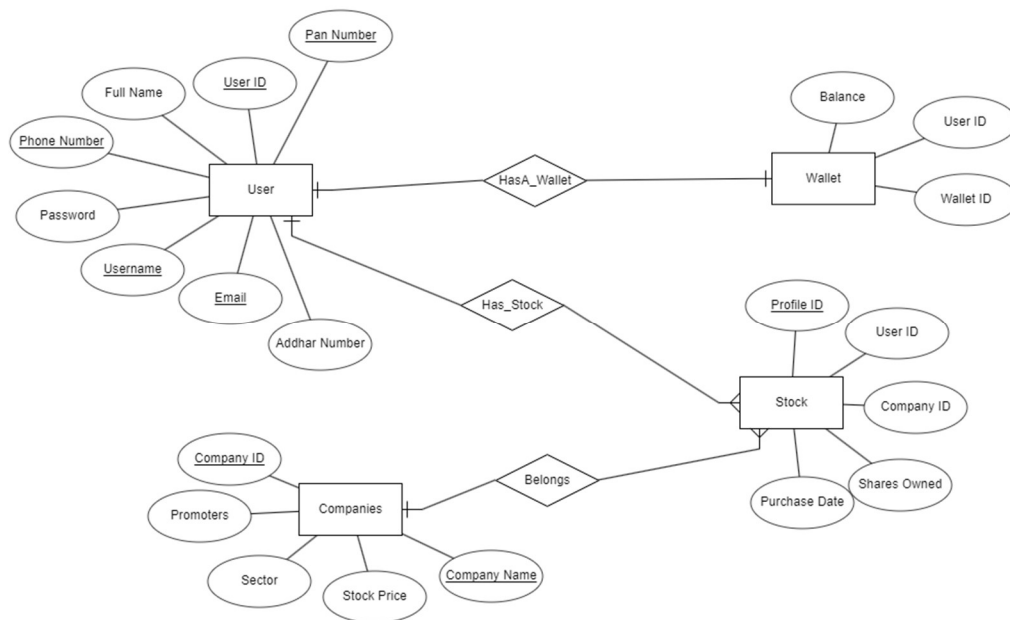 Pan Number
User ID
Full Name
Phone Number
User
Password
Username
Email
Addhar Number
HasA_Wallet
Balance
User ID
Wallet
Wallet ID
Has_Stock
Profile ID
User ID
Stock
Company ID
Shares Owned
Purchase Date
Belongs
Company ID
Promoters
Companies
Sector
Stock Price
Company Name